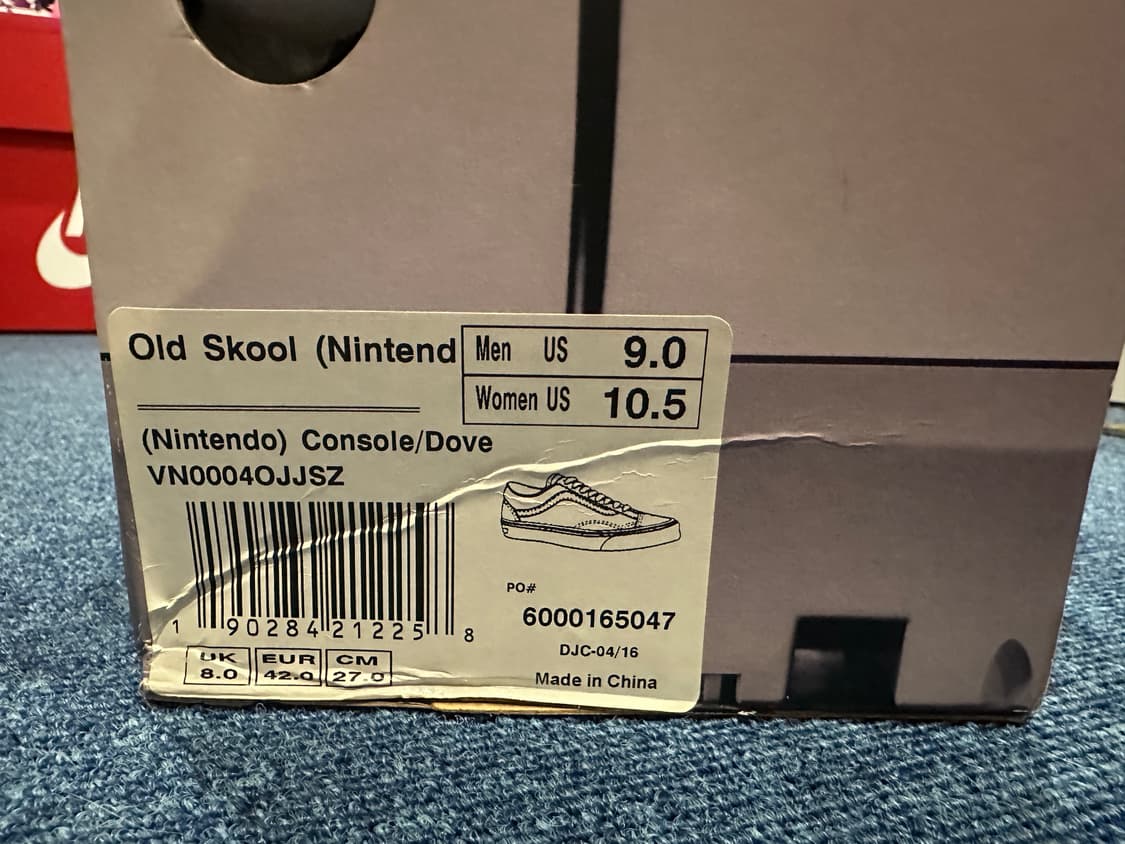 Old Skool (Nintend
Men US 9.0
Women US 10.5
(Nintendo) Console/Dove
VN0004OJJSZ
1 90284 21225 8
PO#
6000165047
DJC-04/16
Made in China
UK EUR CM
8.0 42.0 27.0